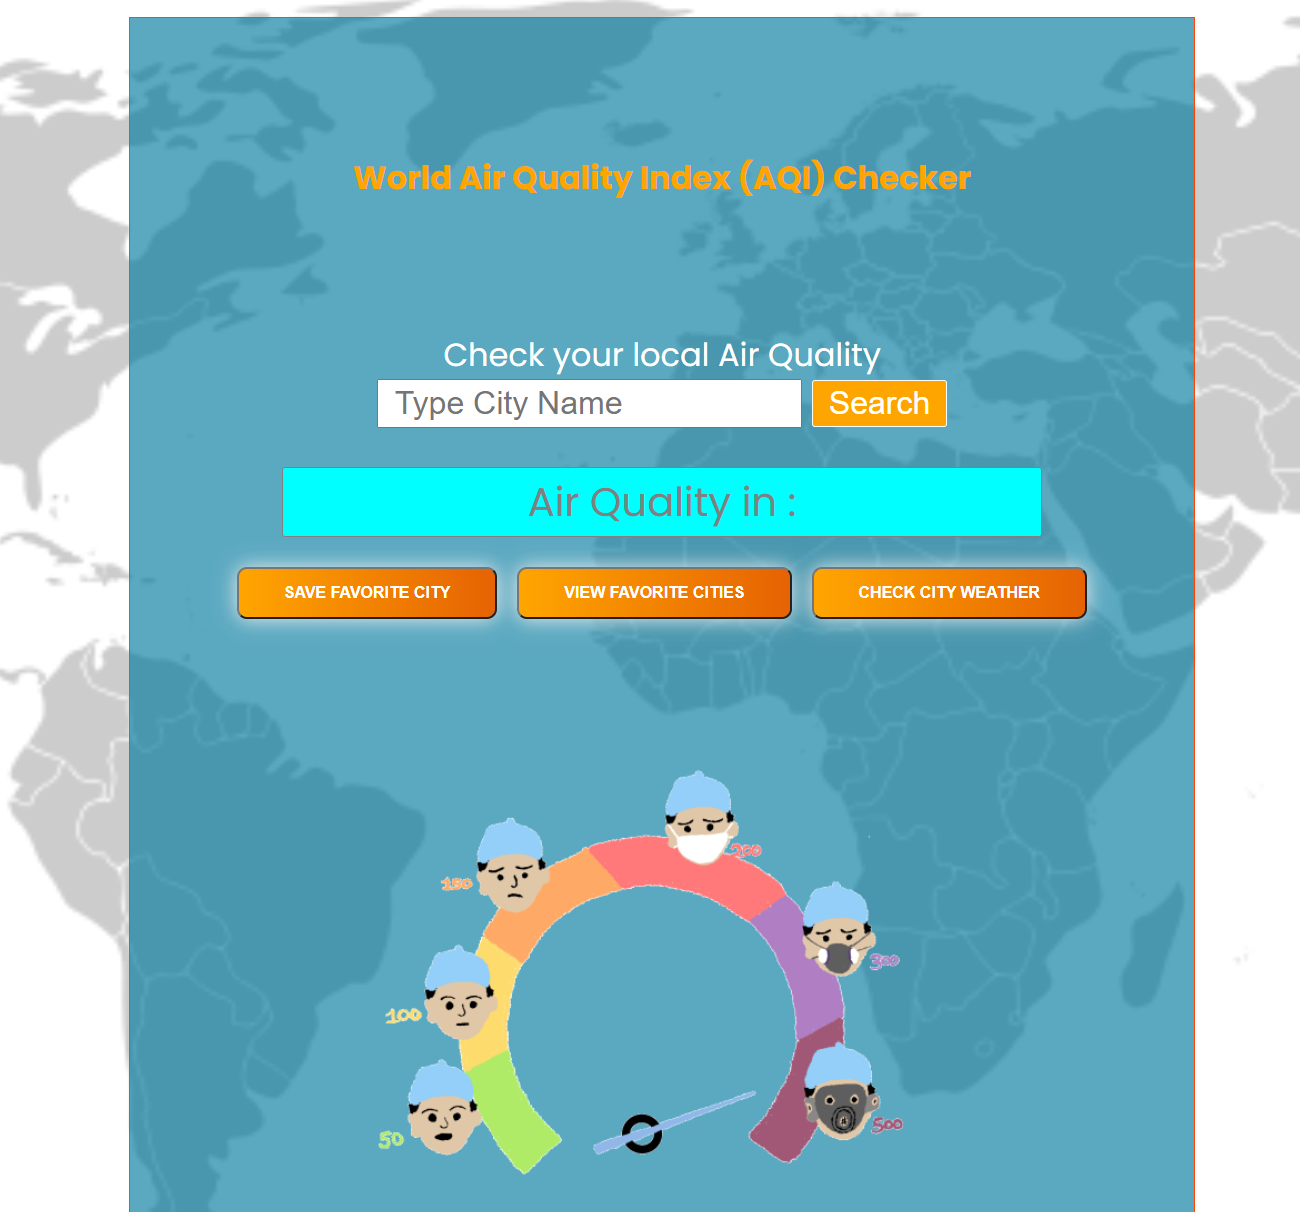 World Air Quality Index (AQI) Checker
Check your local Air Quality
Type City Name
Search
Air Quality in :
SAVE FAVORITE CITY
VIEW FAVORITE CITIES
CHECK CITY WEATHER
200
150
300
100
50
500